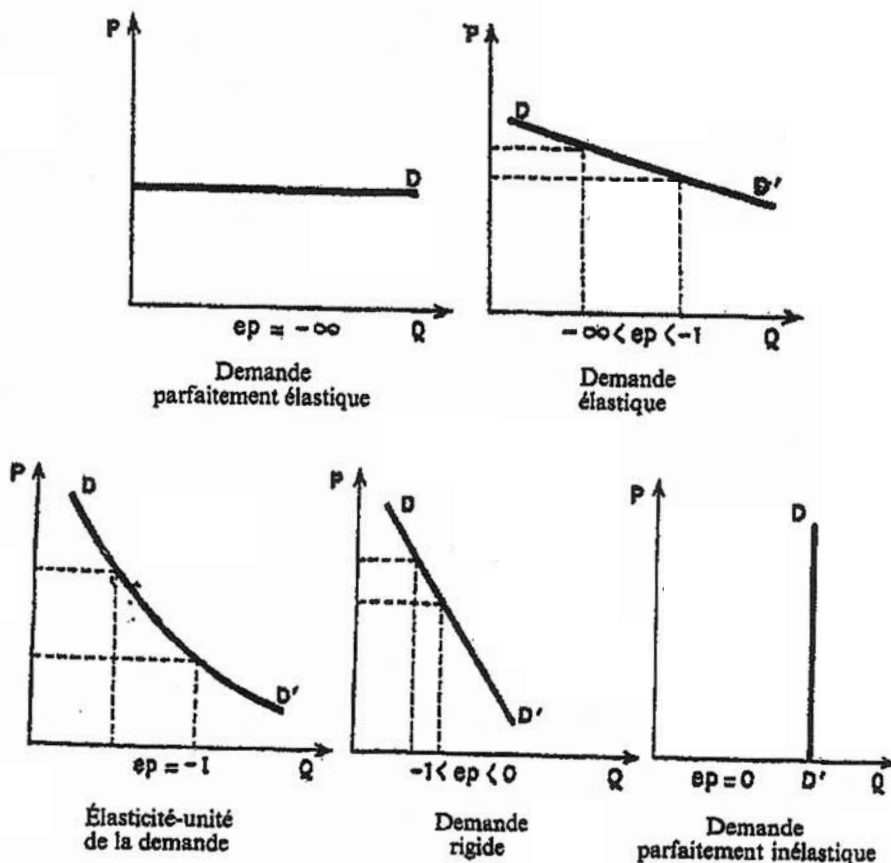 P
D
ep = -∞ Q
Demande
parfaitement élastique
P
D
D'
-∞ < ep < -1 Q
Demande
élastique
P
D
D'
ep = -1 Q
Élasticité-unité
de la demande
P
D
D'
-1 < ep < 0 Q
Demande
rigide
P
D
ep = 0 D' Q
Demande
parfaitement inélastique